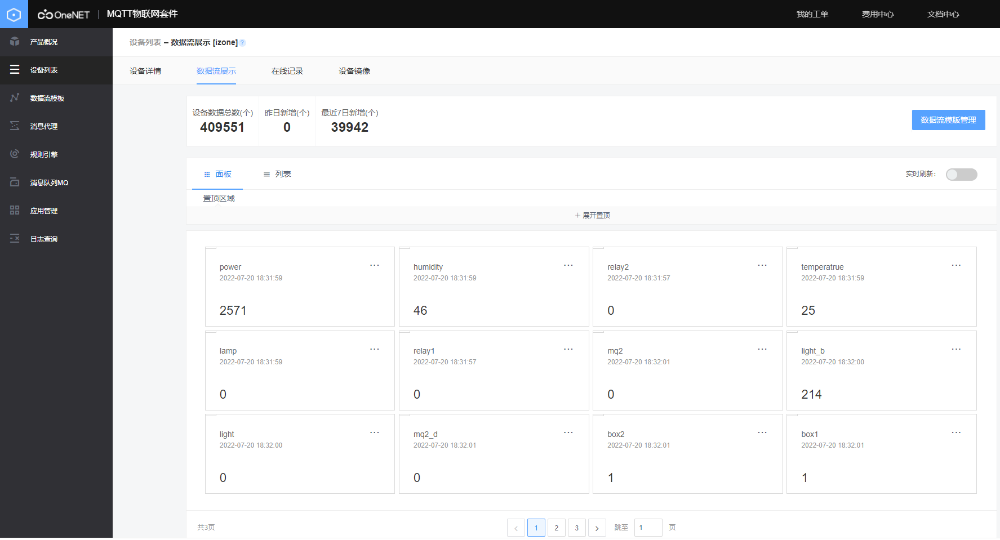 OneNET | MQTT物联网套件
我的工单
费用中心
文档中心
产品概况
设备列表
数据流模板
消息代理
规则引擎
消息队列MQ
应用管理
日志查询
设备列表 – 数据流展示 [izone] ?
设备详情
数据流展示
在线记录
设备镜像
设备数据总数(个)
409551
昨日新增(个)
0
最近7日新增(个)
39942
数据流模版管理
面板
列表
实时刷新：
置顶区域
+ 展开置顶
power
2022-07-20 18:31:59
2571
humidity
2022-07-20 18:31:59
46
relay2
2022-07-20 18:31:57
0
temperatrue
2022-07-20 18:31:59
25
lamp
2022-07-20 18:31:59
0
relay1
2022-07-20 18:31:57
0
mq2
2022-07-20 18:32:01
0
light_b
2022-07-20 18:32:00
214
light
2022-07-20 18:32:00
0
mq2_d
2022-07-20 18:32:01
0
box2
2022-07-20 18:32:01
1
box1
2022-07-20 18:32:01
1
共3页
< 1 2 3 > 跳至 1 页